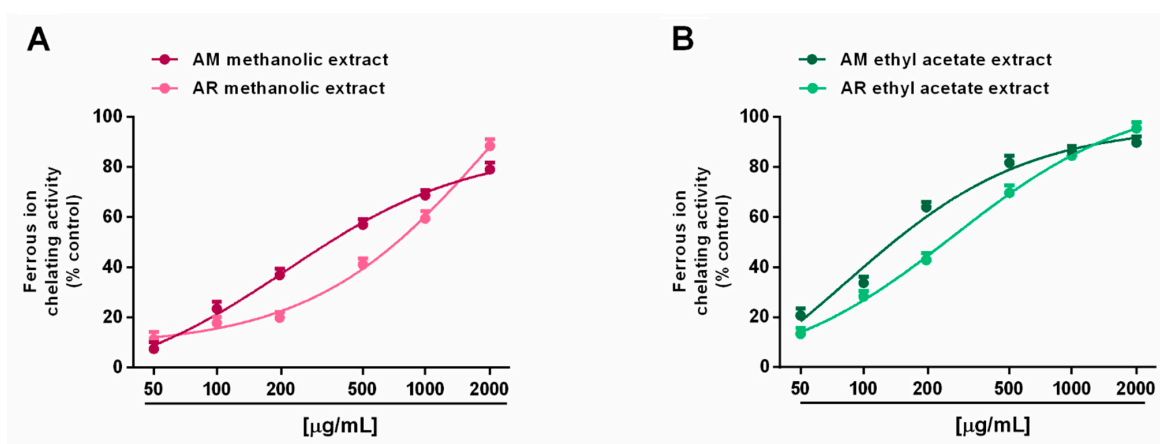 A
AM methanolic extract
AR methanolic extract
Ferrous ion
chelating activity
(% control)
100
80
60
40
20
0
50 100 200 500 1000 2000
[µg/mL]
B
AM ethyl acetate extract
AR ethyl acetate extract
Ferrous ion
chelating activity
(% control)
100
80
60
40
20
0
50 100 200 500 1000 2000
[µg/mL]